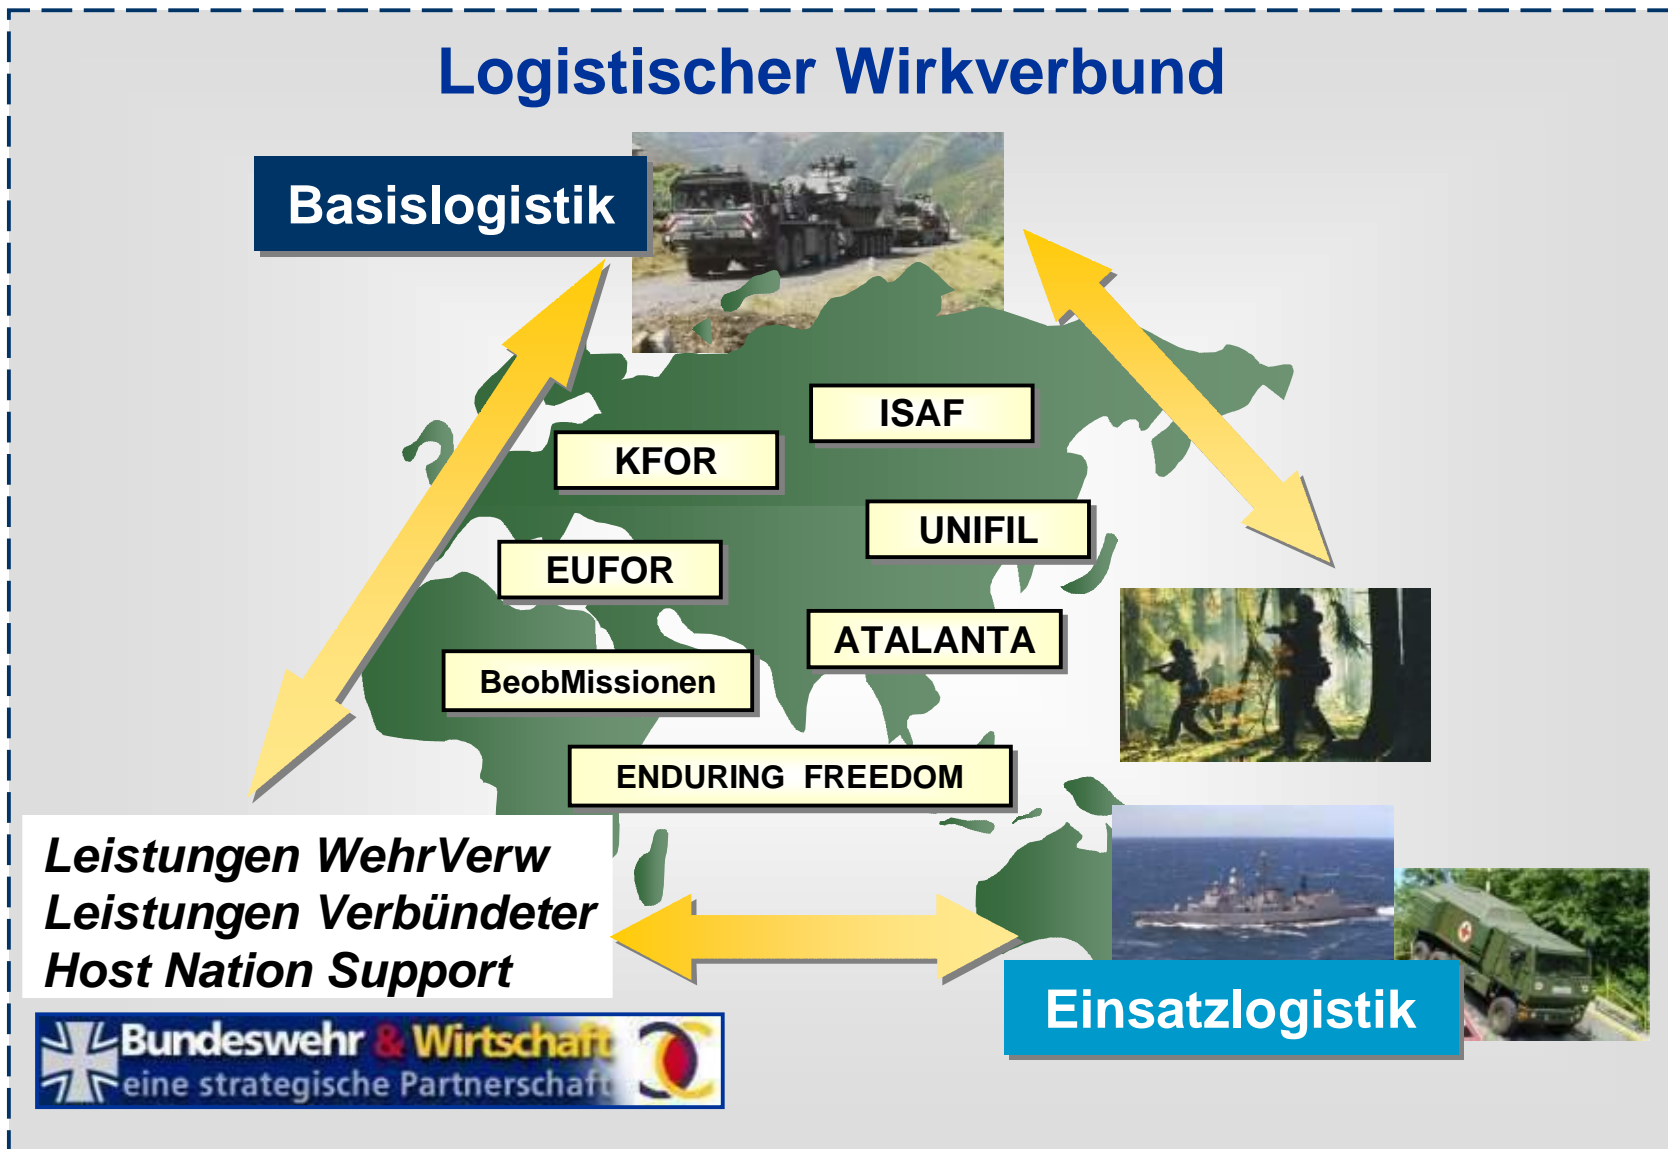 Logistischer Wirkverbund
Basislogistik
ISAF
KFOR
UNIFIL
EUFOR
ATALANTA
BeobMissionen
ENDURING FREEDOM
Leistungen WehrVerw
Leistungen Verbündeter
Host Nation Support
Einsatzlogistik
Bundeswehr & Wirtschaft
eine strategische Partnerschaft